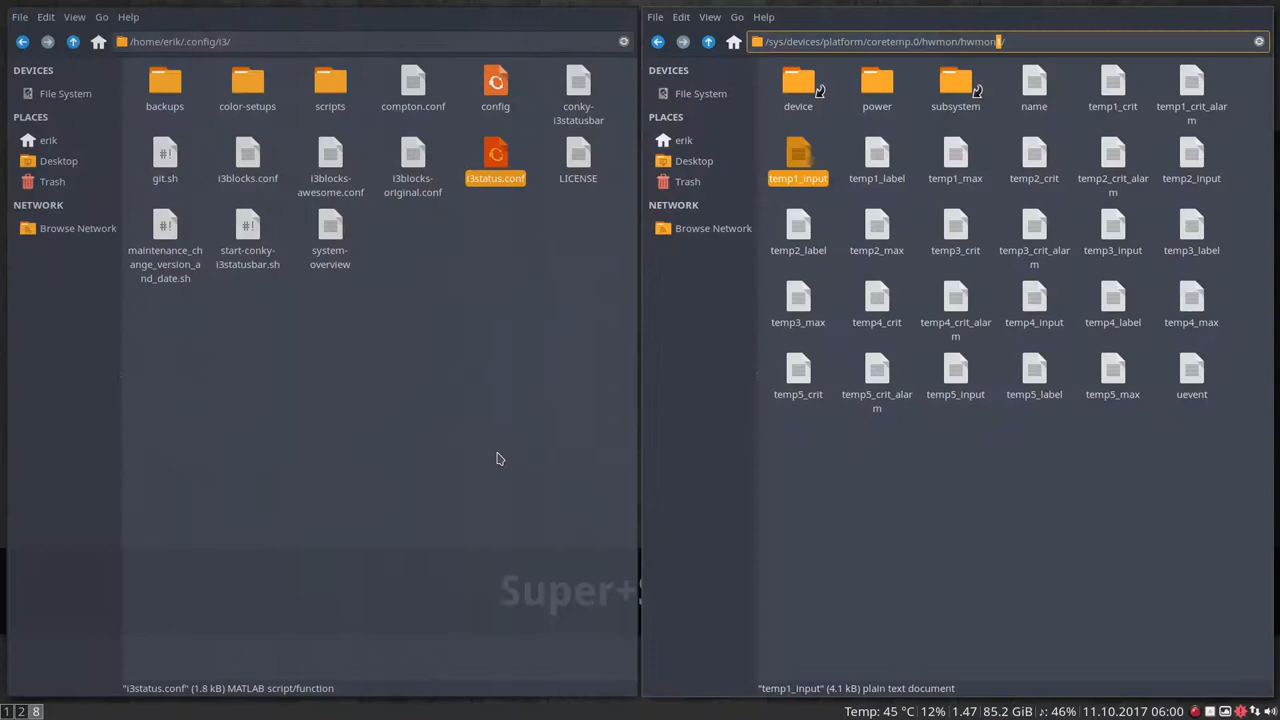 File Edit View Go Help
/home/erik/.config/i3/
DEVICES
File System
PLACES
erik
Desktop
Trash
NETWORK
Browse Network
backups
color-setups
scripts
compton.conf
config
conky-
i3statusbar
#!
git.sh
i3blocks.conf
i3blocks-
awesome.conf
i3blocks-
original.conf
i3status.conf
LICENSE
#!
maintenance_ch
ange_version_a
nd_date.sh
#!
start-conky-
i3statusbar.sh
system-
overview
Super+S
"i3status.conf" (1.8 kB) MATLAB script/function
File Edit View Go Help
/sys/devices/platform/coretemp.0/hwmon/hwmon1/
DEVICES
File System
PLACES
erik
Desktop
Trash
NETWORK
Browse Network
device
power
subsystem
name
temp1_crit
temp1_crit_alar
m
temp1_input
temp1_label
temp1_max
temp2_crit
temp2_crit_alar
m
temp2_input
temp2_label
temp2_max
temp3_crit
temp3_crit_alar
m
temp3_input
temp3_label
temp3_max
temp4_crit
temp4_crit_alar
m
temp4_input
temp4_label
temp4_max
temp5_crit
temp5_crit_alar
m
temp5_input
temp5_label
temp5_max
uevent
"temp1_input" (4.1 kB) plain text document
1 2 8
Temp: 45 °C 12% 1.47 85.2 GiB ♪: 46% 11.10.2017 06:00